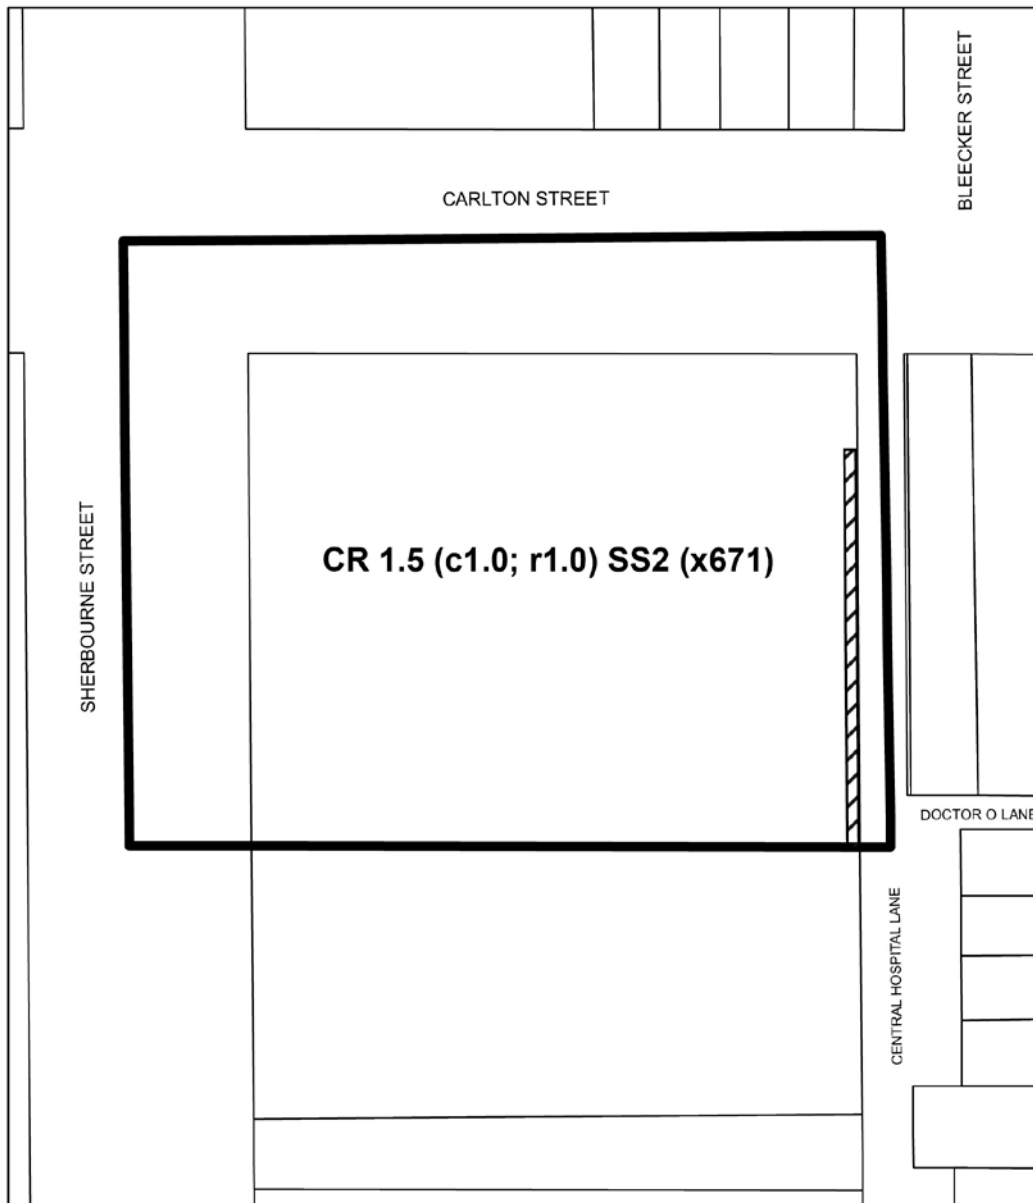 BLEECKER STREET
CARLTON STREET
SHERBOURNE STREET
CR 1.5 (c1.0; r1.0) SS2 (x671)
DOCTOR O LANE
CENTRAL HOSPITAL LANE